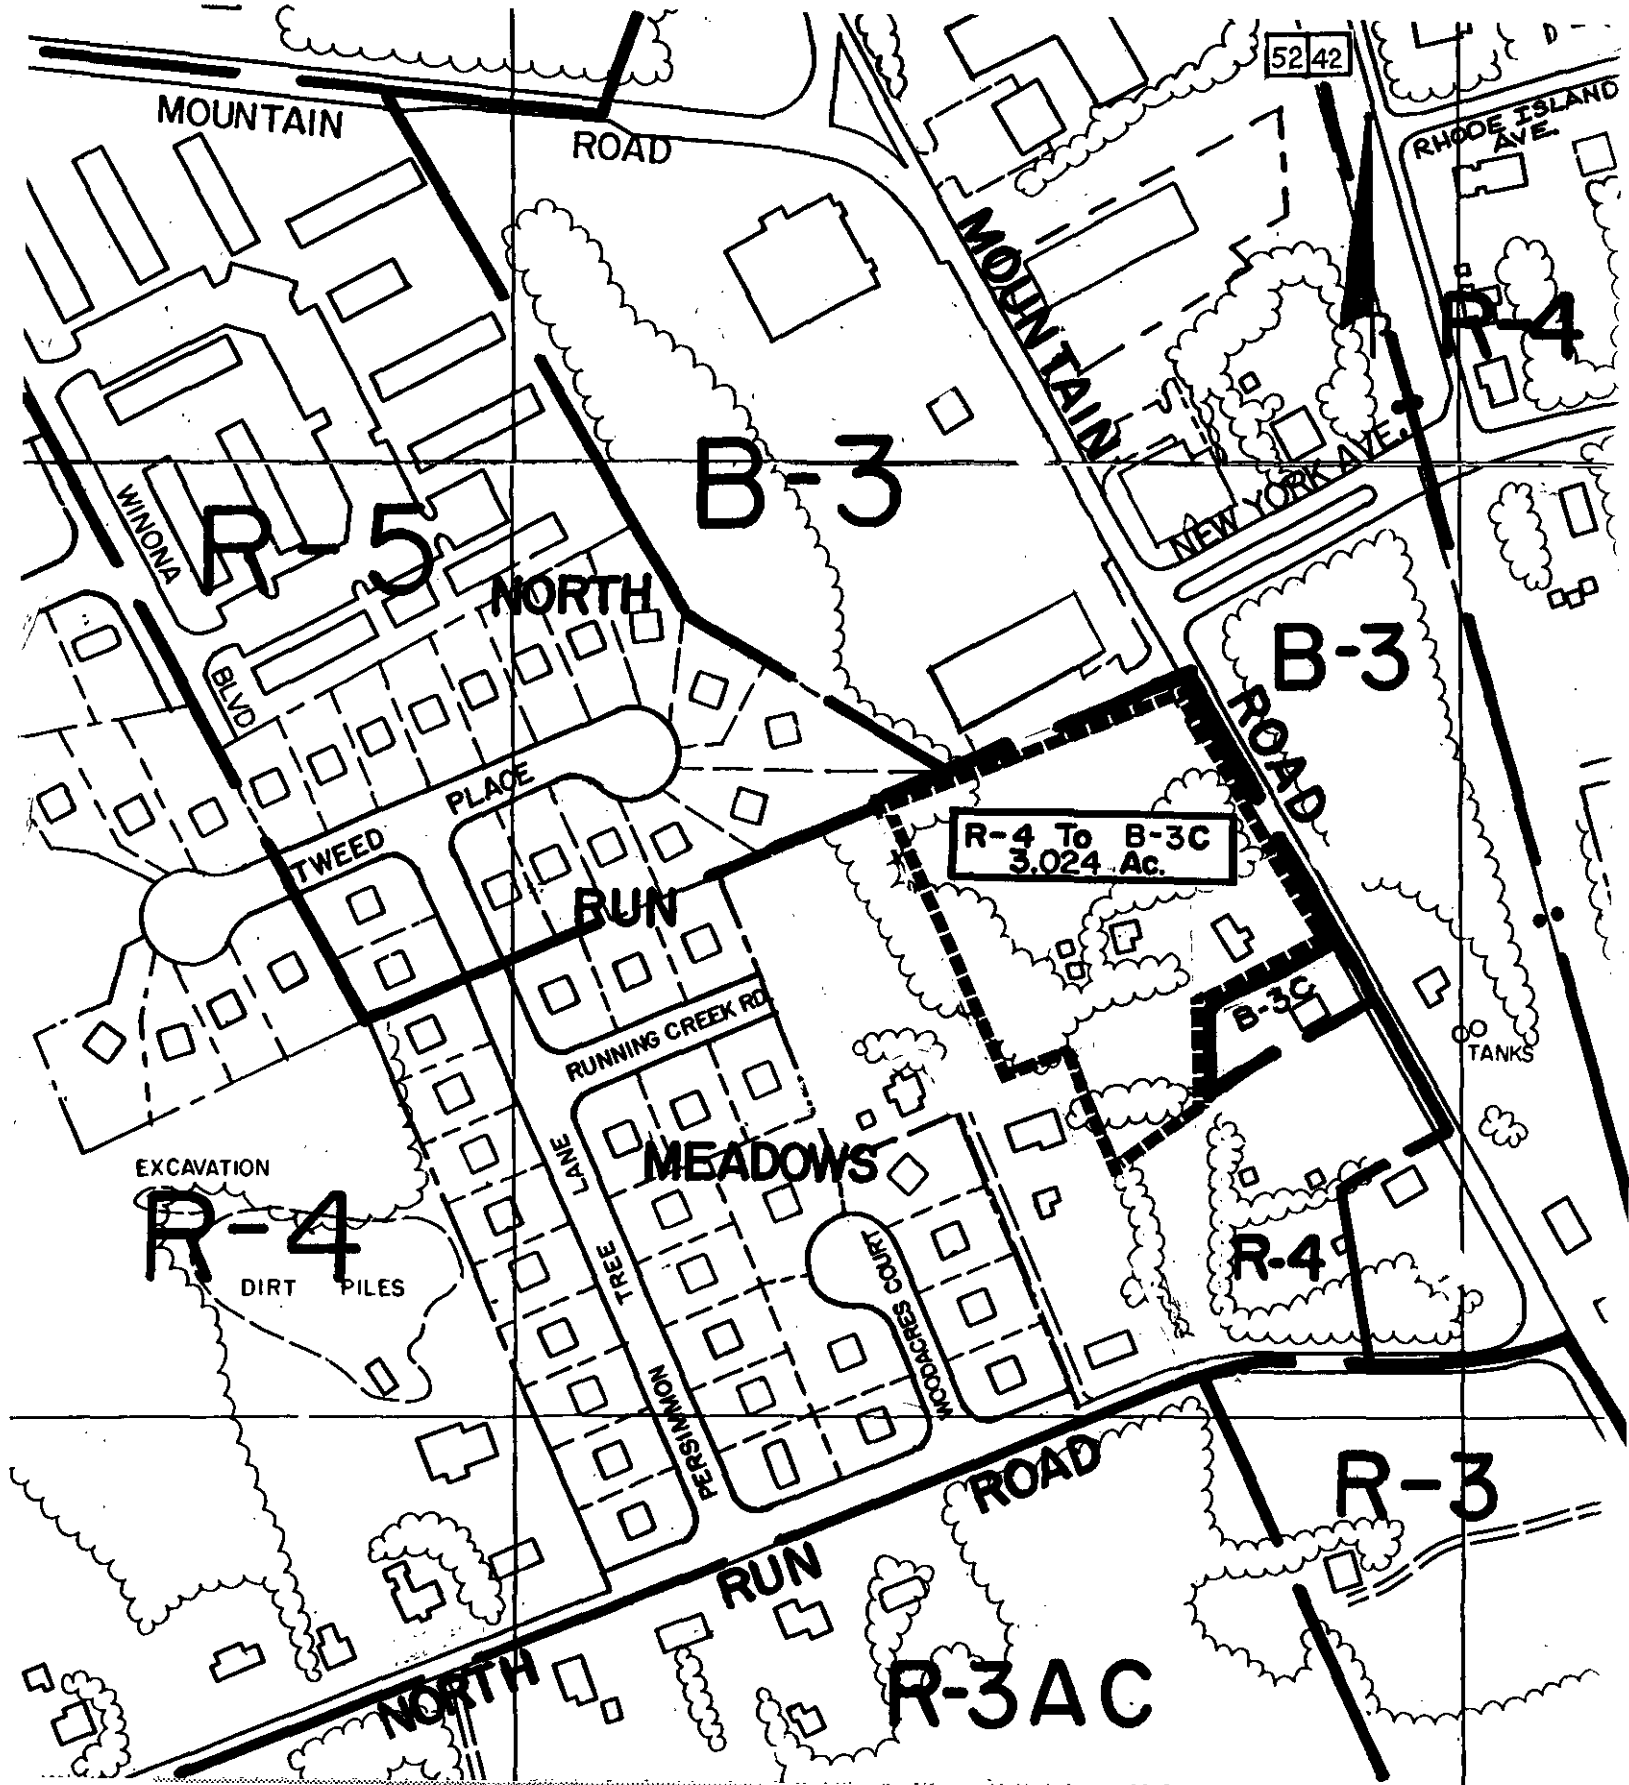 52 42
D -
MOUNTAIN
ROAD
RHODE ISLAND
AVE.
MOUNTAIN
ROAD
R-4
B-3
NEW YORK AVE.
WINONA
BLVD
R-5
NORTH
RUN
MEADOWS
B-3
TWEED
PLACE
R-4 To B-3C
3.024 Ac.
B-3C
TANKS
RUNNING CREEK RD.
EXCAVATION
R-4
DIRT PILES
PERSIMMON TREE LANE
WOODACRES COURT
R-4
R-3
NORTH RUN ROAD
R-3AC